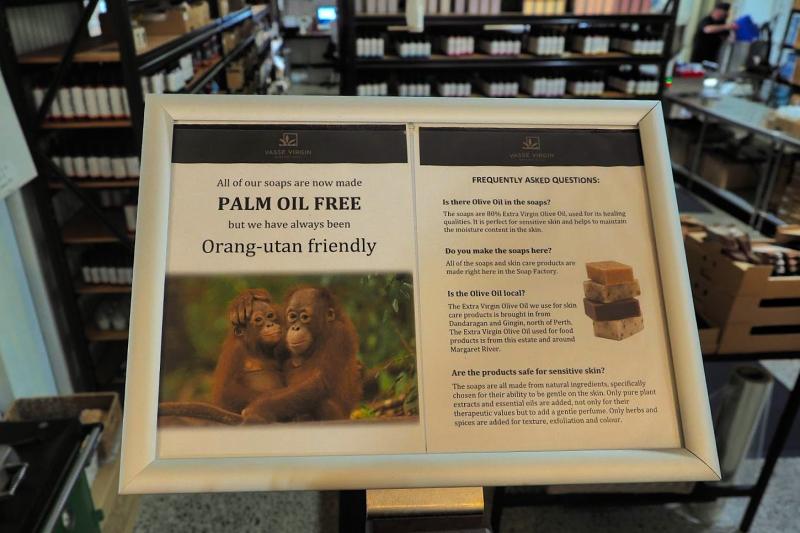 VASSE VIRGIN
All of our soaps are now made
PALM OIL FREE
but we have always been
Orang-utan friendly
VASSE VIRGIN
FREQUENTLY ASKED QUESTIONS:
Is there Olive Oil in the soaps?
The soaps are 80% Extra Virgin Olive Oil, used for its healing
qualities. It is perfect for sensitive skin and helps to maintain
the moisture content in the skin.
Do you make the soaps here?
All of the soaps and skin care products are
made right here in the Soap Factory.
Is the Olive Oil local?
The Extra Virgin Olive Oil we use for skin
care products is brought in from
Dandaragan and Gingin, north of Perth.
The Extra Virgin Olive Oil used for food
products is from this estate and around
Margaret River.
Are the products safe for sensitive skin?
The soaps are all made from natural ingredients, specifically
chosen for their ability to be gentle on the skin. Only pure plant
extracts and essential oils are added, not only for their
therapeutic values but to add a gentle perfume. Only herbs and
spices are added for texture, exfoliation and colour.